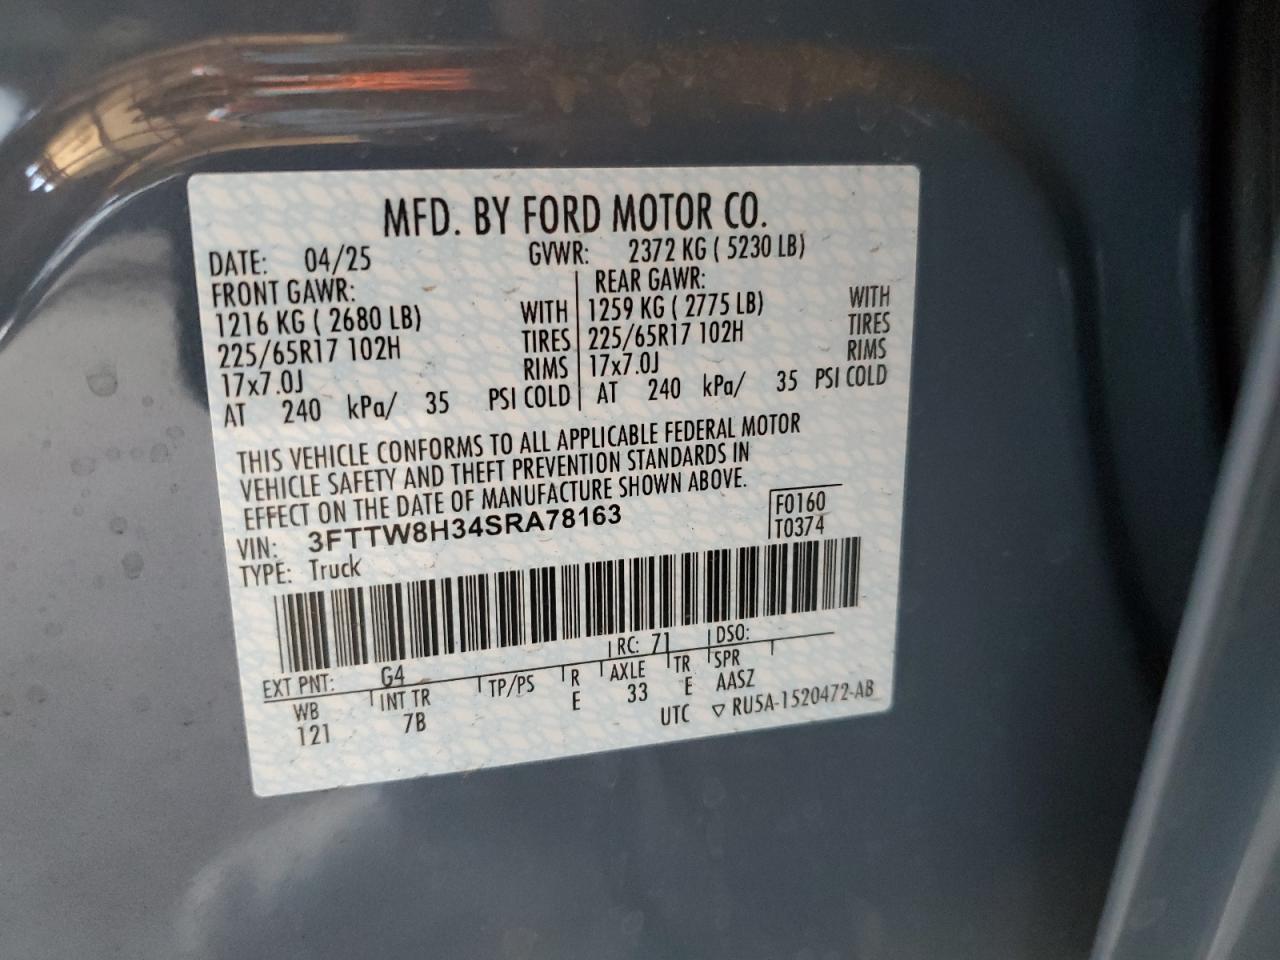 MFD. BY FORD MOTOR CO.
DATE: 04/25 GVWR: 2372 KG ( 5230 LB)
FRONT GAWR: REAR GAWR:
1216 KG ( 2680 LB) WITH 1259 KG ( 2775 LB) WITH
225/65R17 102H TIRES 225/65R17 102H TIRES
17x7.0J RIMS 17x7.0J RIMS
AT 240 kPa/ 35 PSI COLD AT 240 kPa/ 35 PSI COLD
THIS VEHICLE CONFORMS TO ALL APPLICABLE FEDERAL MOTOR
VEHICLE SAFETY AND THEFT PREVENTION STANDARDS IN
EFFECT ON THE DATE OF MANUFACTURE SHOWN ABOVE.
VIN: 3FTTW8H34SRA78163 F0160
TYPE: Truck T0374
EXT PNT: G4 RC: 71 DSO:
WB INT TR TP/PS R AXLE TR SPR
121 7B E 33 E AASZ
UTC ▽ RU5A-1520472-AB